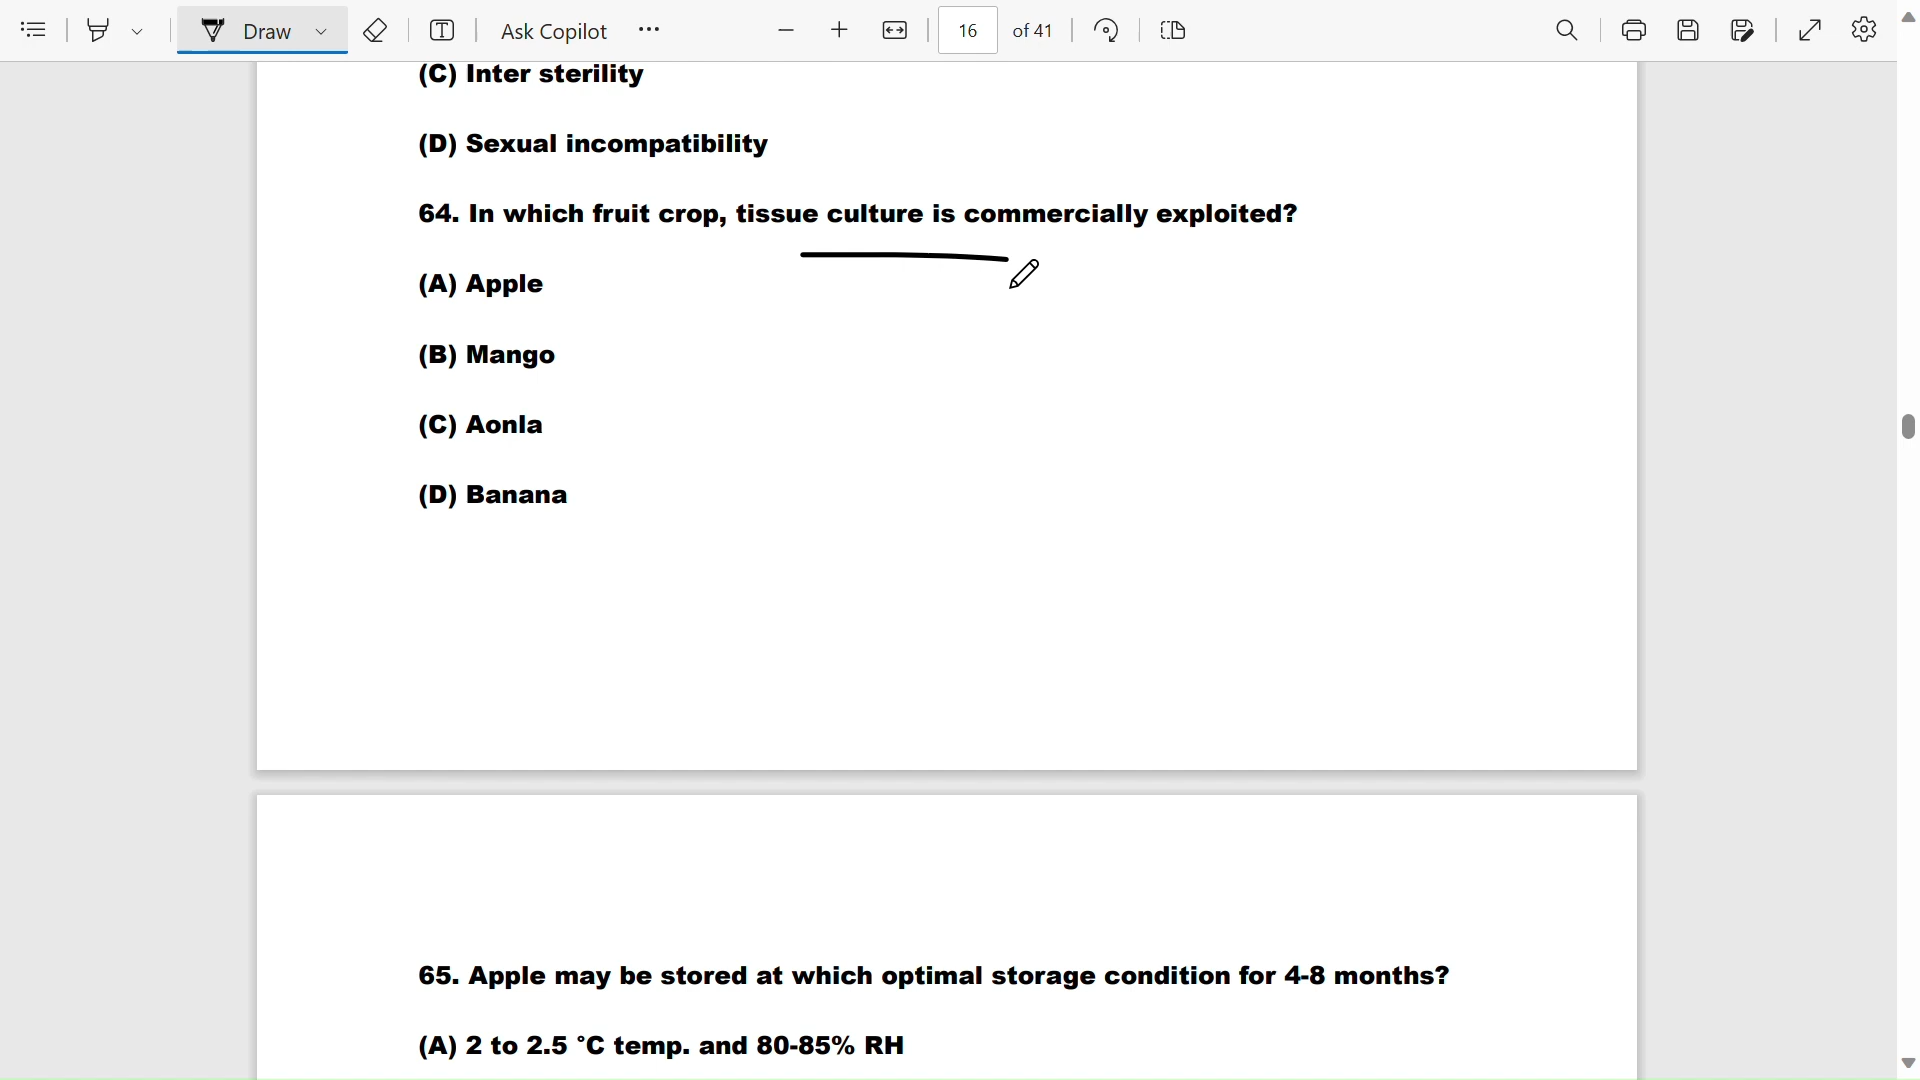 Draw
Ask Copilot
16 of 41
(C) Inter sterility
(D) Sexual incompatibility
64. In which fruit crop, tissue culture is commercially exploited?
(A) Apple
(B) Mango
(C) Aonla
(D) Banana
65. Apple may be stored at which optimal storage condition for 4-8 months?
(A) 2 to 2.5 °C temp. and 80-85% RH